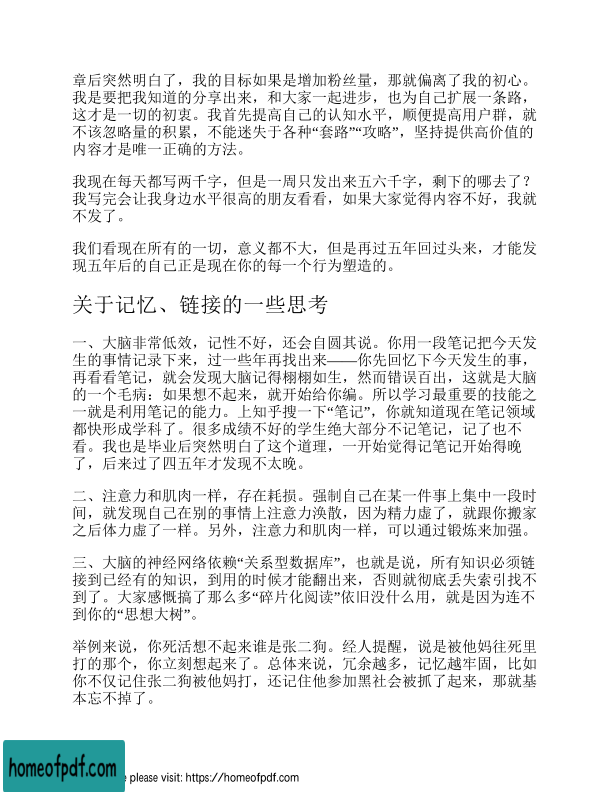 章后突然明白了，我的目标如果是增加粉丝量，那就偏离了我的初心。
我是要把我知道的分享出来，和大家一起进步，也为自己扩展一条路，
这才是一切的初衷。我首先提高自己的认知水平，顺便提高用户群，就
不该忽略量的积累，不能迷失于各种“套路”“攻略”，坚持提供高价值的
内容才是唯一正确的方法。
我现在每天都写两千字，但是一周只发出来五六千字，剩下的哪去了？
我写完会让我身边水平很高的朋友看看，如果大家觉得内容不好，我就
不发了。
我们看现在所有的一切，意义都不大，但是再过五年回过头来，才能发
现五年后的自己正是现在你的每一个行为塑造的。
关于记忆、链接的一些思考
一、大脑非常低效，记性不好，还会自圆其说。你用一段笔记把今天发
生的事情记录下来，过一些年再找出来——你先回忆下今天发生的事，
再看看笔记，就会发现大脑记得栩栩如生，然而错误百出，这就是大脑
的一个毛病：如果想不起来，就开始给你编。所以学习最重要的技能之
一就是利用笔记的能力。上知乎搜一下“笔记”，你就知道现在笔记领域
都快形成学科了。很多成绩不好的学生绝大部分不记笔记，记了也不
看。我也是毕业后突然明白了这个道理，一开始觉得记笔记开始得晚
了，后来过了四五年才发现不太晚。
二、注意力和肌肉一样，存在耗损。强制自己在某一件事上集中一段时
间，就发现自己在别的事情上注意力涣散，因为精力虚了，就跟你搬家
之后体力虚了一样。另外，注意力和肌肉一样，可以通过锻炼来加强。
三、大脑的神经网络依赖“关系型数据库”，也就是说，所有知识必须链
接到已经有的知识，到用的时候才能翻出来，否则就彻底丢失索引找不
到了。大家感慨搞了那么多“碎片化阅读”依旧没什么用，就是因为连不
到你的“思想大树”。
举例来说，你死活想不起来谁是张二狗。经人提醒，说是被他妈往死里
打的那个，你立刻想起来了。总体来说，冗余越多，记忆越牢固，比如
你不仅记住张二狗被他妈打，还记住他参加黑社会被抓了起来，那就基
本忘不掉了。
homeofpdf.com
e please visit: https://homeofpdf.com